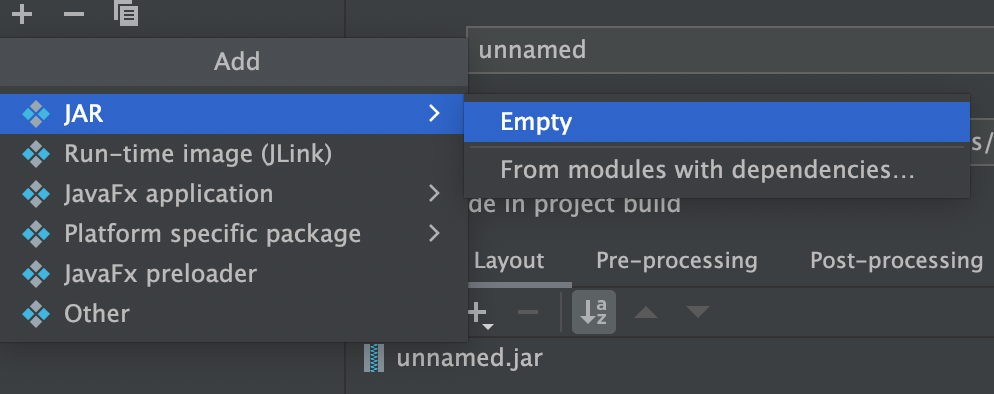 Add
JAR
Run-time image (JLink)
JavaFx application
Platform specific package
JavaFx preloader
Other
unnamed
Empty
From modules with dependencies...
s/
de in project build
Layout
Pre-processing
Post-processing
a
z
unnamed.jar